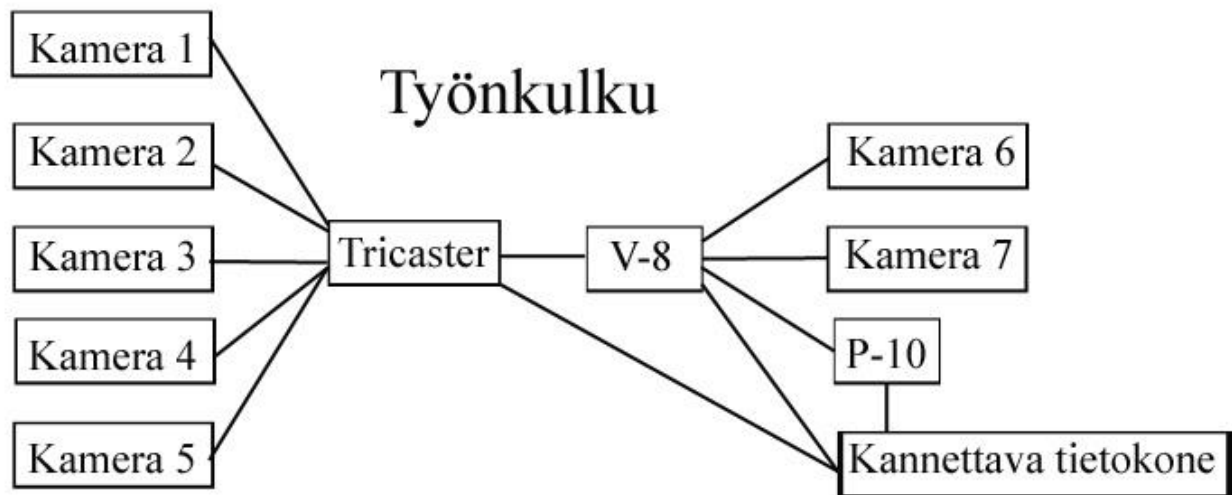 Työnkulku
Kamera 1
Kamera 2
Kamera 3
Kamera 4
Kamera 5
Tricaster
V-8
Kamera 6
Kamera 7
P-10
Kannettava tietokone